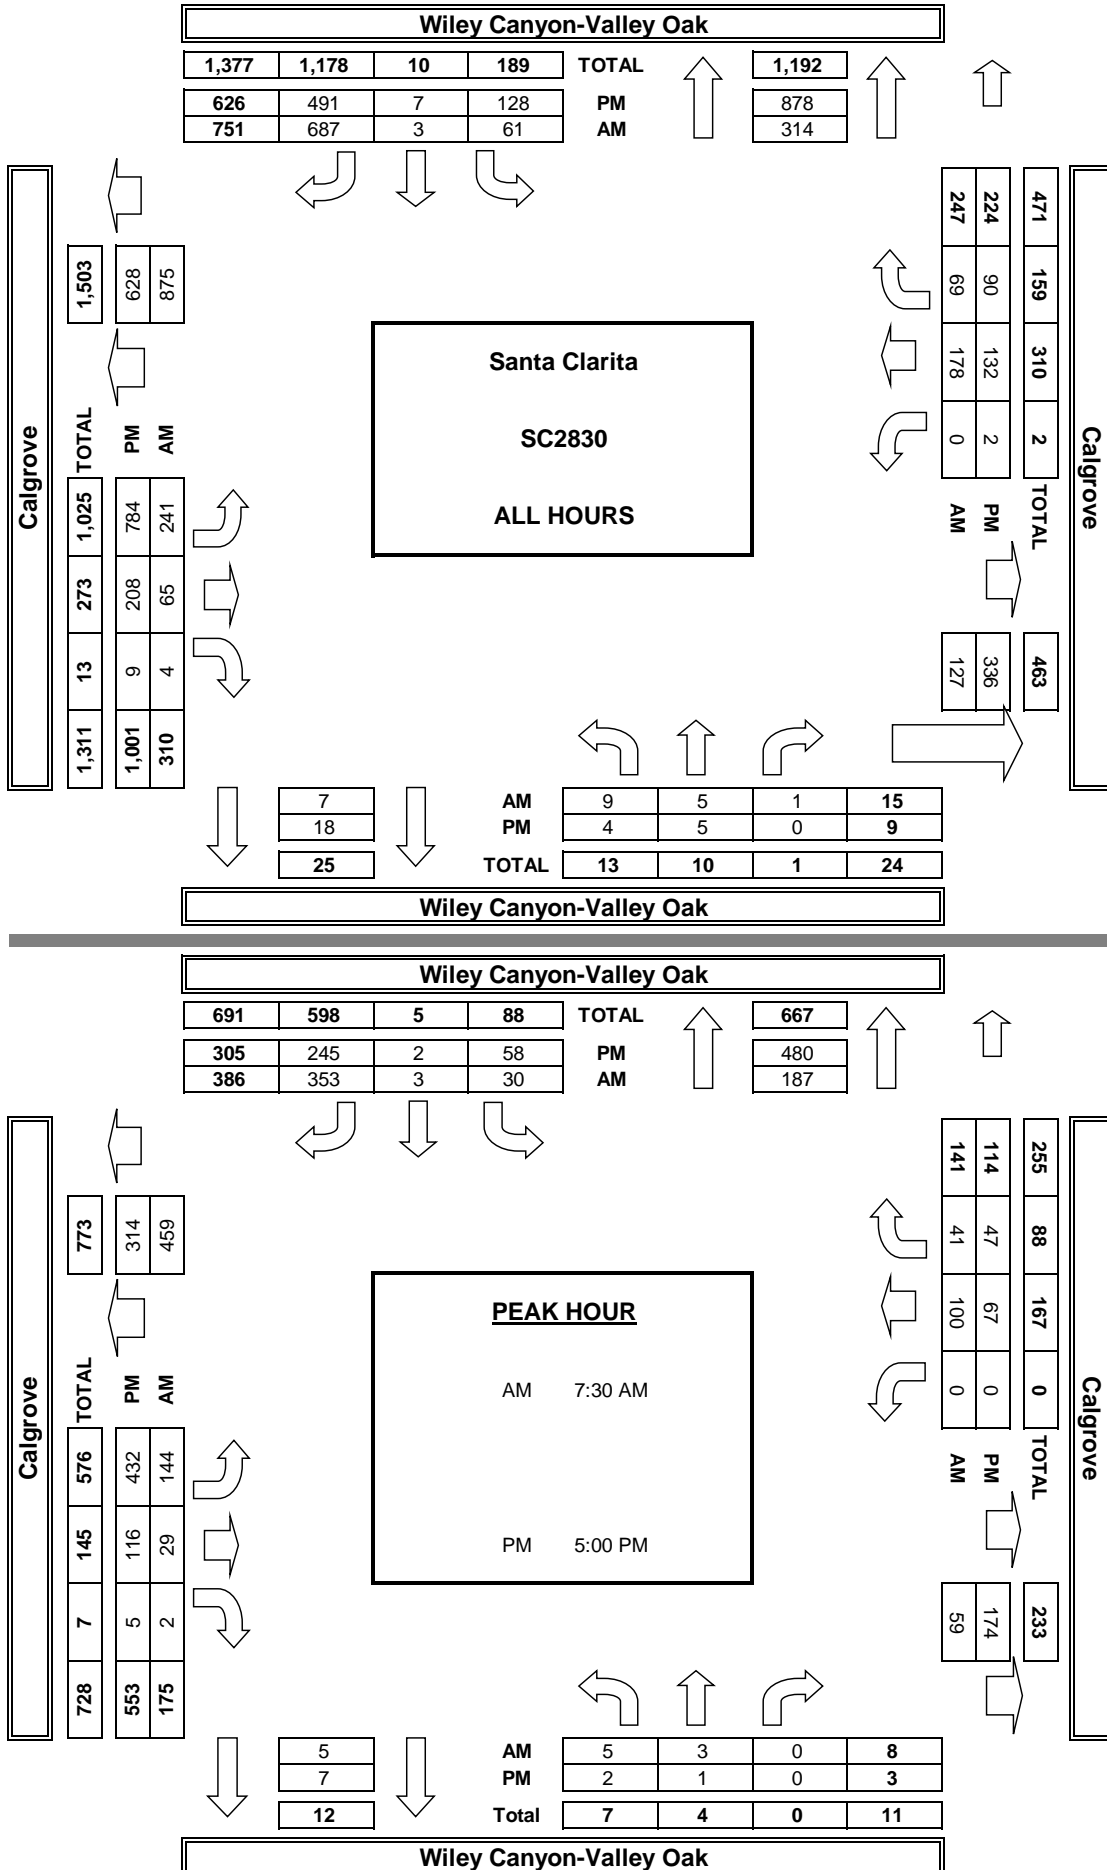 Wiley Canyon-Valley Oak
1,377 1,178 10 189 TOTAL 1,192
626 491 7 128 PM 878
751 687 3 61 AM 314
Calgrove
1,503 1,025 273 13 1,311 TOTAL
628 784 208 9 1,001 PM
875 241 65 4 310 AM
Santa Clarita
SC2830
ALL HOURS
471 159 310 2 TOTAL 463
224 90 132 2 PM 336
247 69 178 0 AM 127
Calgrove
7 AM 9 5 1 15
18 PM 4 5 0 9
25 TOTAL 13 10 1 24
Wiley Canyon-Valley Oak
Wiley Canyon-Valley Oak
691 598 5 88 TOTAL 667
305 245 2 58 PM 480
386 353 3 30 AM 187
Calgrove
773 TOTAL 576 145 7 728
314 PM 432 116 5 553
459 AM 144 29 2 175
PEAK HOUR
AM 7:30 AM
PM 5:00 PM
255 88 167 0 TOTAL 233
114 47 67 0 PM 174
141 41 100 0 AM 59
Calgrove
5 AM 5 3 0 8
7 PM 2 1 0 3
12 Total 7 4 0 11
Wiley Canyon-Valley Oak